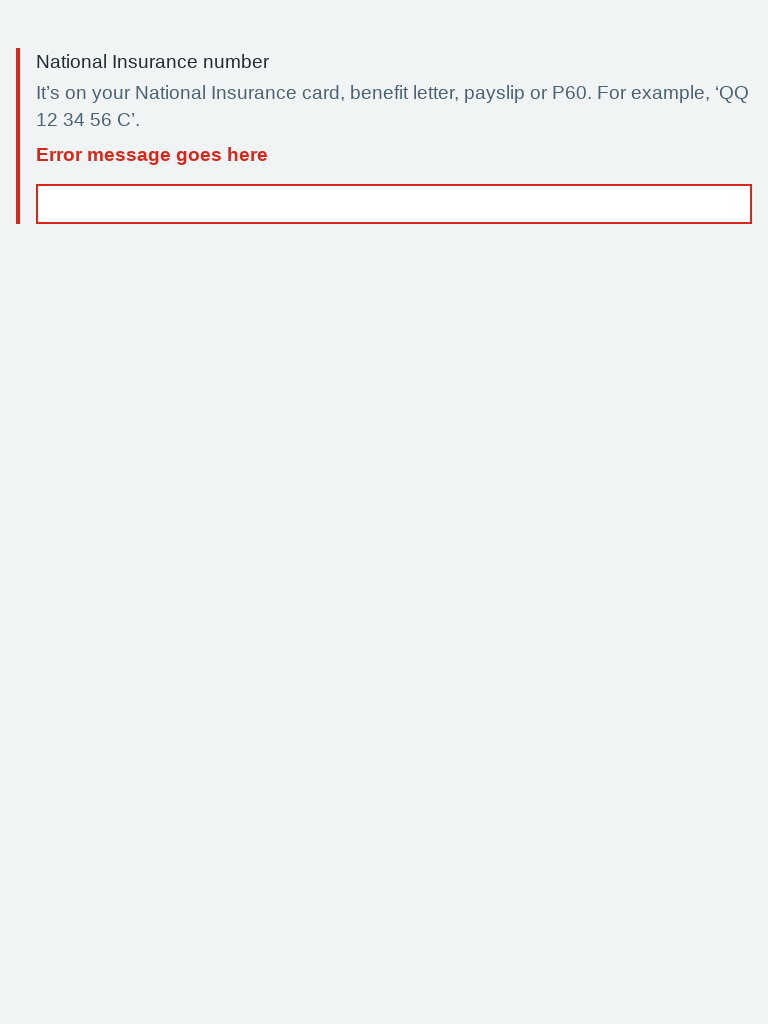 National Insurance number
It’s on your National Insurance card, benefit letter, payslip or P60. For example, ‘QQ
12 34 56 C’.
Error message goes here